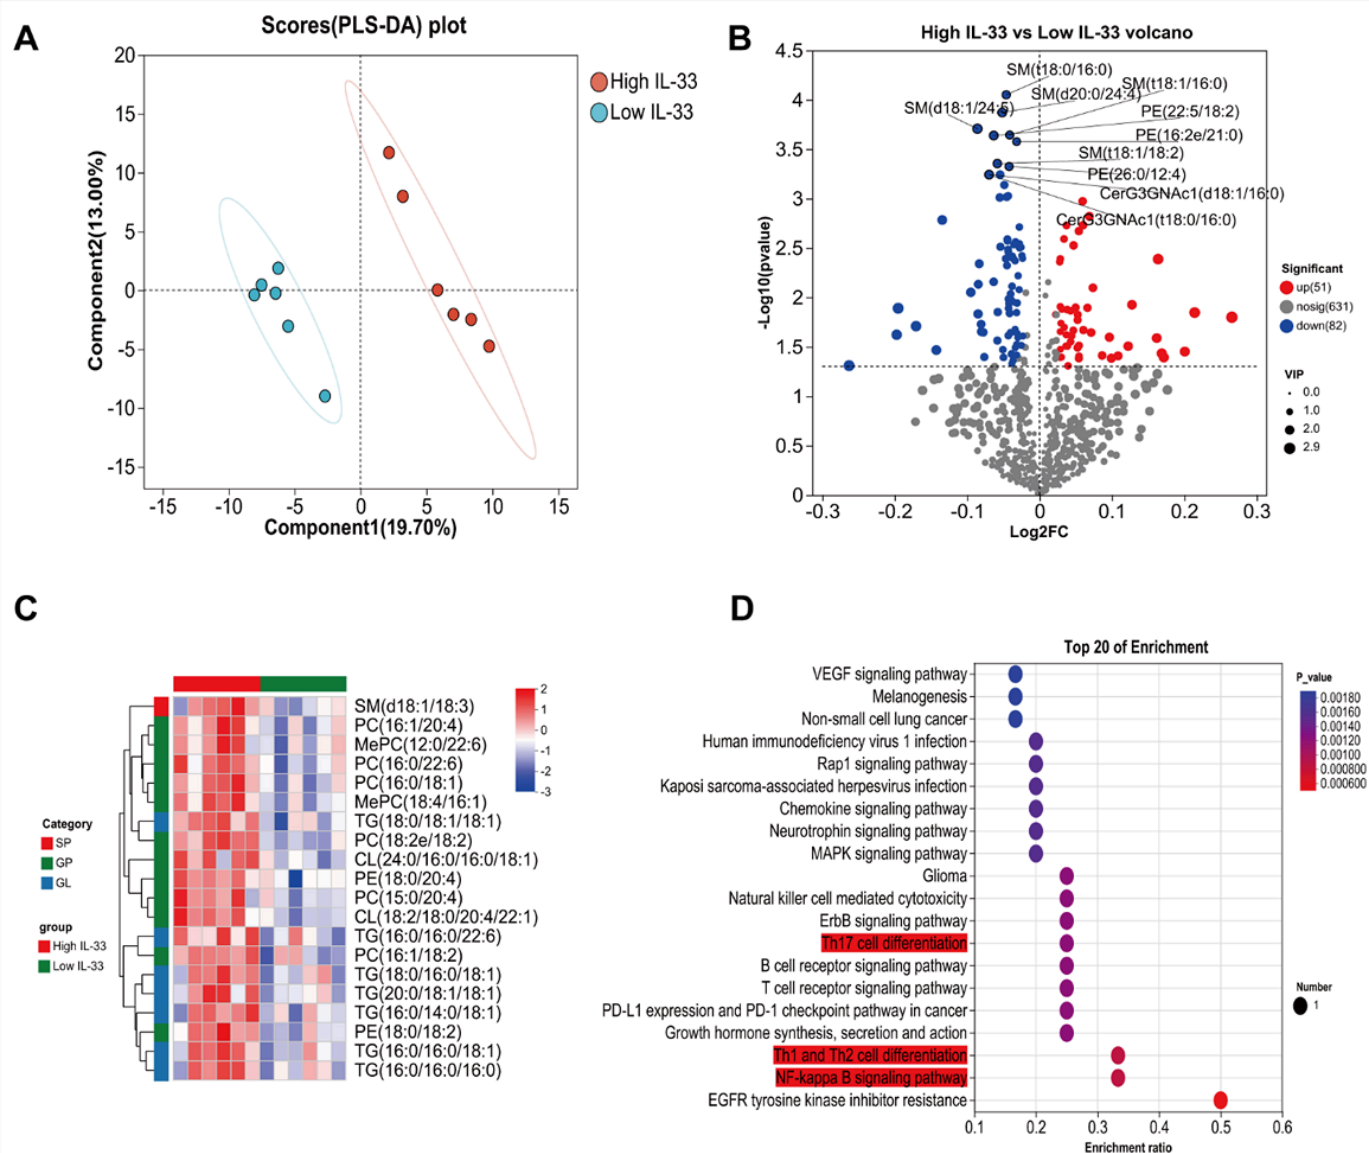 A
Scores(PLS-DA) plot
20
15
10
5
0
-5
-10
-15
Component2(13.00%)
-15
-10
-5
0
5
10
15
Component1(19.70%)
High IL-33
Low IL-33
B
High IL-33 vs Low IL-33 volcano
4.5
4
3.5
3
2.5
2
1.5
1
0.5
0
-Log10(pvalue)
SM(t18:0/16:0)
SM(t18:1/16:0)
SM(d20:0/24:4)
SM(d18:1/24:5)
PE(22:5/18:2)
PE(16:2e/21:0)
SM(t18:1/18:2)
PE(26:0/12:4)
CerG3GNAc1(d18:1/16:0)
CerG3GNAc1(t18:0/16:0)
-0.3
-0.2
-0.1
0
0.1
0.2
0.3
Log2FC
Significant
up(51)
nosig(631)
down(82)
VIP
0.0
1.0
2.0
2.9
C
Category
SP
GP
GL
group
High IL-33
Low IL-33
SM(d18:1/18:3)
PC(16:1/20:4)
MePC(12:0/22:6)
PC(16:0/22:6)
PC(16:0/18:1)
MePC(18:4/16:1)
TG(18:0/18:1/18:1)
PC(18:2e/18:2)
CL(24:0/16:0/16:0/18:1)
PE(18:0/20:4)
PC(15:0/20:4)
CL(18:2/18:0/20:4/22:1)
TG(16:0/16:0/22:6)
PC(16:1/18:2)
TG(18:0/16:0/18:1)
TG(20:0/18:1/18:1)
TG(16:0/14:0/18:1)
PE(18:0/18:2)
TG(16:0/16:0/18:1)
TG(16:0/16:0/16:0)
2
1
0
-1
-2
-3
D
Top 20 of Enrichment
VEGF signaling pathway
Melanogenesis
Non-small cell lung cancer
Human immunodeficiency virus 1 infection
Rap1 signaling pathway
Kaposi sarcoma-associated herpesvirus infection
Chemokine signaling pathway
Neurotrophin signaling pathway
MAPK signaling pathway
Glioma
Natural killer cell mediated cytotoxicity
ErbB signaling pathway
Th17 cell differentiation
B cell receptor signaling pathway
T cell receptor signaling pathway
PD-L1 expression and PD-1 checkpoint pathway in cancer
Growth hormone synthesis, secretion and action
Th1 and Th2 cell differentiation
NF-kappa B signaling pathway
EGFR tyrosine kinase inhibitor resistance
0.1
0.2
0.3
0.4
0.5
0.6
Enrichment ratio
P_value
0.00180
0.00160
0.00140
0.00120
0.00100
0.000800
0.000600
Number
1